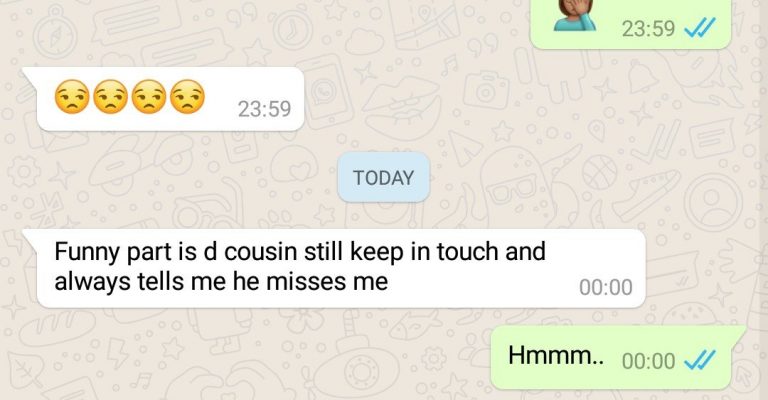 23:59
😒😒😒😒 23:59
TODAY
Funny part is d cousin still keep in touch and
always tells me he misses me 00:00
Hmmm.. 00:00